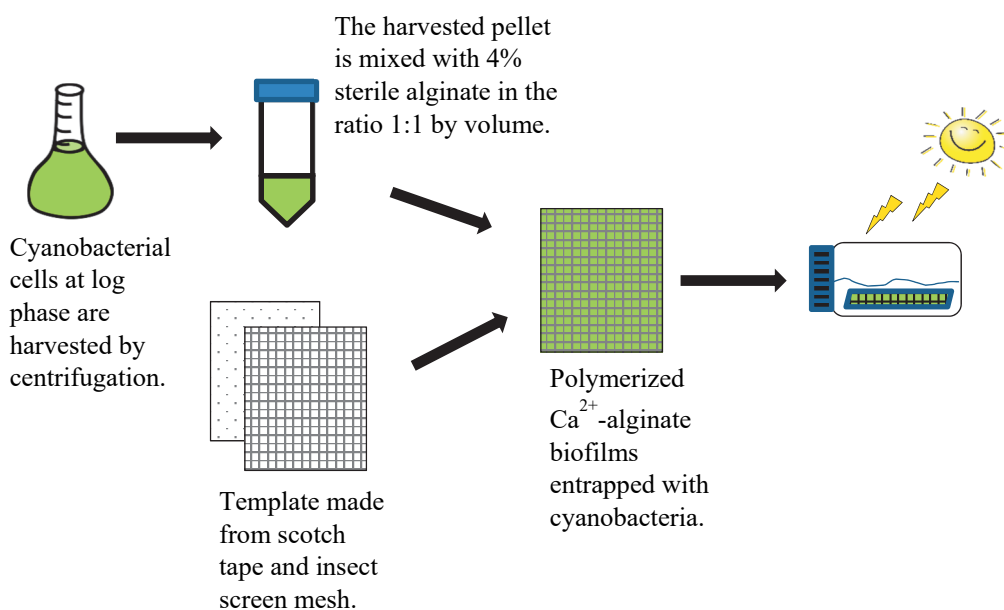 The harvested pellet
is mixed with 4%
sterile alginate in the
ratio 1:1 by volume.
Cyanobacterial
cells at log
phase are
harvested by
centrifugation.
Template made
from scotch
tape and insect
screen mesh.
Polymerized
Ca²⁺-alginate
biofilms
entrapped with
cyanobacteria.